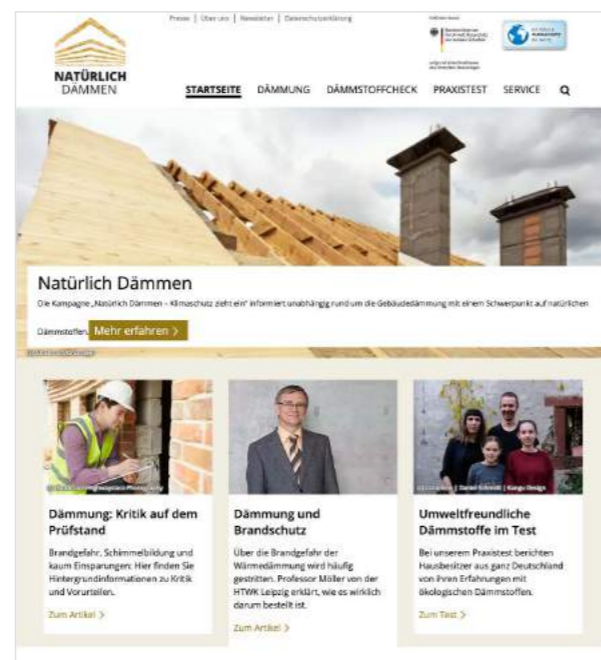 Presse | Über uns | Newsletter | Datenschutzerklärung
NATÜRLICH
DÄMMEN
STARTSEITE DÄMMUNG DÄMMSTOFFCHECK PRAXISTEST SERVICE
Natürlich Dämmen
Die Kampagne „Natürlich Dämmen – Klimaschutz zieht ein“ informiert unabhängig rund um die Gebäudedämmung mit einem Schwerpunkt auf natürlichen
Dämmstoffen. Mehr erfahren >
Dämmung: Kritik auf dem
Prüfstand
Brandgefahr, Schimmelbildung und
kaum Einsparungen: Hier finden Sie
Hintergrundinformationen zu Kritik
und Vorurteilen.
Zum Artikel >
Dämmung und
Brandschutz
Über die Brandgefahr der
Wärmedämmung wird häufig
gestritten. Professor Möller von der
HTWK Leipzig erklärt, wie es wirklich
darum bestellt ist.
Zum Artikel >
| Daniel Schmidt | Kungu Design
Umweltfreundliche
Dämmstoffe im Test
Bei unserem Praxistest berichten
Hausbesitzer aus ganz Deutschland
von ihren Erfahrungen mit
ökologischen Dämmstoffen.
Zum Test >